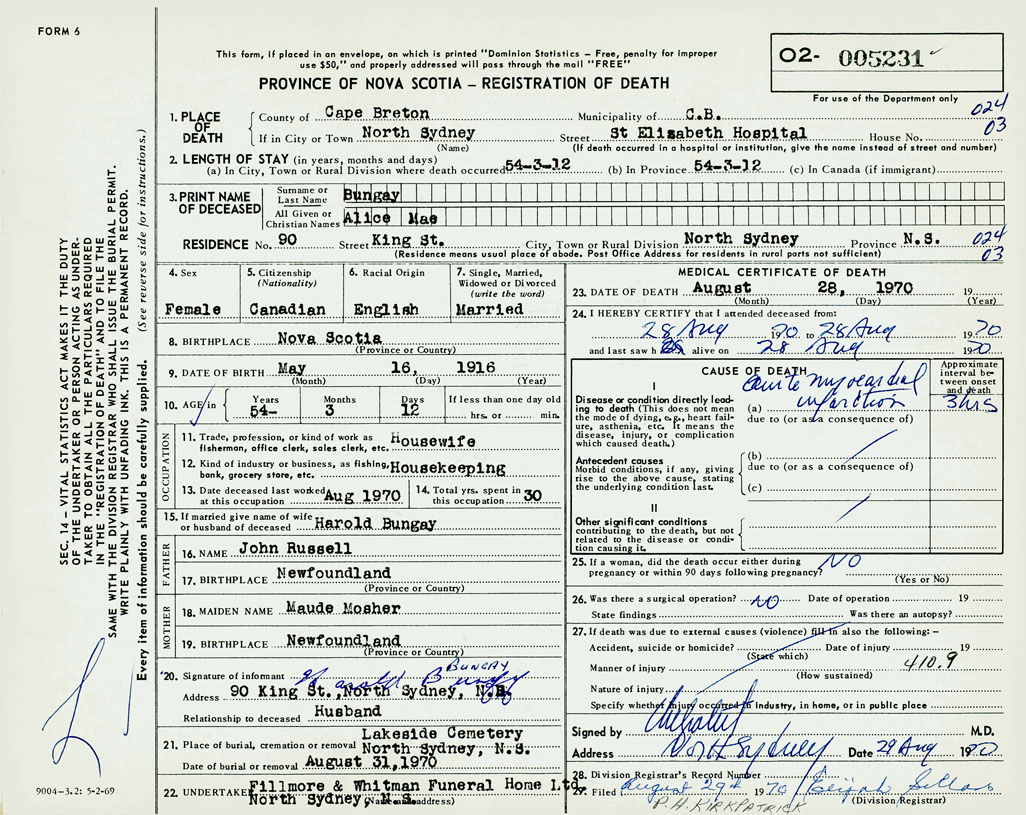 FORM 6
This form, if placed in an envelope, on which is printed "Dominion Statistics – Free, penalty for improper
use $50," and properly addressed will pass through the mail "FREE"
PROVINCE OF NOVA SCOTIA – REGISTRATION OF DEATH
O2- 005231
For use of the Department only
1. PLACE OF DEATH
County of Cape Breton Municipality of C.B. 024
If in City or Town North Sydney Street St Elizabeth Hospital House No. 03
(Name) (If death occurred in a hospital or institution, give the name instead of street and number)
2. LENGTH OF STAY (in years, months and days)
(a) In City, Town or Rural Division where death occurred 54-3-12 (b) In Province 54-3-12 (c) In Canada (if immigrant)
3. PRINT NAME OF DECEASED
Surname or Last Name Bungay
All Given or Christian Names Alice Mae
RESIDENCE No. 90 Street King St. City, Town or Rural Division North Sydney Province N.S. 024
(Residence means usual place of abode. Post Office Address for residents in rural parts not sufficient) 03
4. Sex
Female
5. Citizenship
(Nationality)
Canadian
6. Racial Origin
English
7. Single, Married,
Widowed or Divorced
(write the word)
Married
8. BIRTHPLACE Nova Scotia
(Province or Country)
9. DATE OF BIRTH May 16, 1916
(Month) (Day) (Year)
10. AGE in
Years Months Days If less than one day old
54- 3 12 hrs. or min.
OCCUPATION
11. Trade, profession, or kind of work as Housewife
fisherman, office clerk, sales clerk, etc.
12. Kind of industry or business, as fishing, Housekeeping
bank, grocery store, etc.
13. Date deceased last worked Aug 1970
at this occupation
14. Total yrs. spent in 30
this occupation
15. If married give name of wife
or husband of deceased Harold Bungay
FATHER
16. NAME John Russell
17. BIRTHPLACE Newfoundland
(Province or Country)
MOTHER
18. MAIDEN NAME Maude Mosher
19. BIRTHPLACE Newfoundland
(Province or Country)
BUNGAY
20. Signature of informant Harold Bungay
Address 90 King St., North Sydney, N.S.
Relationship to deceased Husband
21. Place of burial, cremation or removal Lakeside Cemetery
North Sydney, N.S.
Date of burial or removal August 31, 1970
22. UNDERTAKER Fillmore & Whitman Funeral Home Ltd.
North Sydney, N.S.
(Name and address)
MEDICAL CERTIFICATE OF DEATH
23. DATE OF DEATH August 28, 1970 19
(Month) (Day) (Year)
24. I HEREBY CERTIFY that I attended deceased from:
28 Aug 1970 to 28 Aug 1970
and last saw her alive on 28 Aug 1970
CAUSE OF DEATH
Approximate
interval be-
tween onset
and death
I
Disease or condition directly lead-
ing to death (This does not mean
the mode of dying, e.g., heart fail-
ure, asthenia, etc. It means the
disease, injury, or complication
which caused death.)
acute myocardial
(a) infarction 3 hrs
due to (or as a consequence of)
Antecedent causes
Morbid conditions, if any, giving
rise to the above cause, stating
the underlying condition last.
(b)
due to (or as a consequence of)
(c)
II
Other significant conditions
contributing to the death, but not
related to the disease or condi-
tion causing it.
25. If a woman, did the death occur either during
pregnancy or within 90 days following pregnancy? NO
(Yes or No)
26. Was there a surgical operation? NO Date of operation 19
State findings Was there an autopsy?
27. If death was due to external causes (violence) fill in also the following: –
Accident, suicide or homicide? Date of injury 19
(State which)
Manner of injury 410.9
(How sustained)
Nature of injury
Specify whether injury occurred in industry, in home, or in public place
Signed by M.D.
Address North Sydney Date 29 Aug 1970
28. Division Registrar's Record Number
29. Filed August 29th 1970
(Division Registrar)
P.H. KIRKPATRICK
SEC. 14 – VITAL STATISTICS ACT MAKES IT THE DUTY
OF THE UNDERTAKER OR PERSON ACTING AS UNDER-
TAKER TO OBTAIN ALL THE PARTICULARS REQUIRED
IN THE "REGISTRATION OF DEATH" AND TO FILE THE
SAME WITH THE DIVISION REGISTRAR WHO SHALL ISSUE THE BURIAL PERMIT.
WRITE PLAINLY WITH UNFADING INK. THIS IS A PERMANENT RECORD.
Every item of information should be carefully supplied. (See reverse side for instructions.)
9004–3.2: 5-2-69